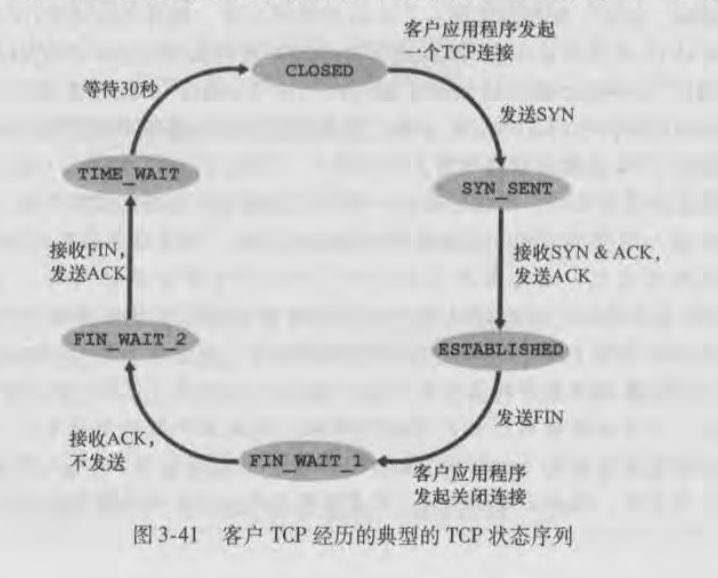 客户应用程序发起
一个TCP连接
CLOSED
等待30秒
发送SYN
TIME_WAIT
SYN_SENT
接收FIN，
发送ACK
接收SYN & ACK，
发送ACK
FIN_WAIT_2
ESTABLISHED
发送FIN
接收ACK，
不发送
FIN_WAIT_1
客户应用程序
发起关闭连接
图 3-41 客户 TCP 经历的典型的 TCP 状态序列